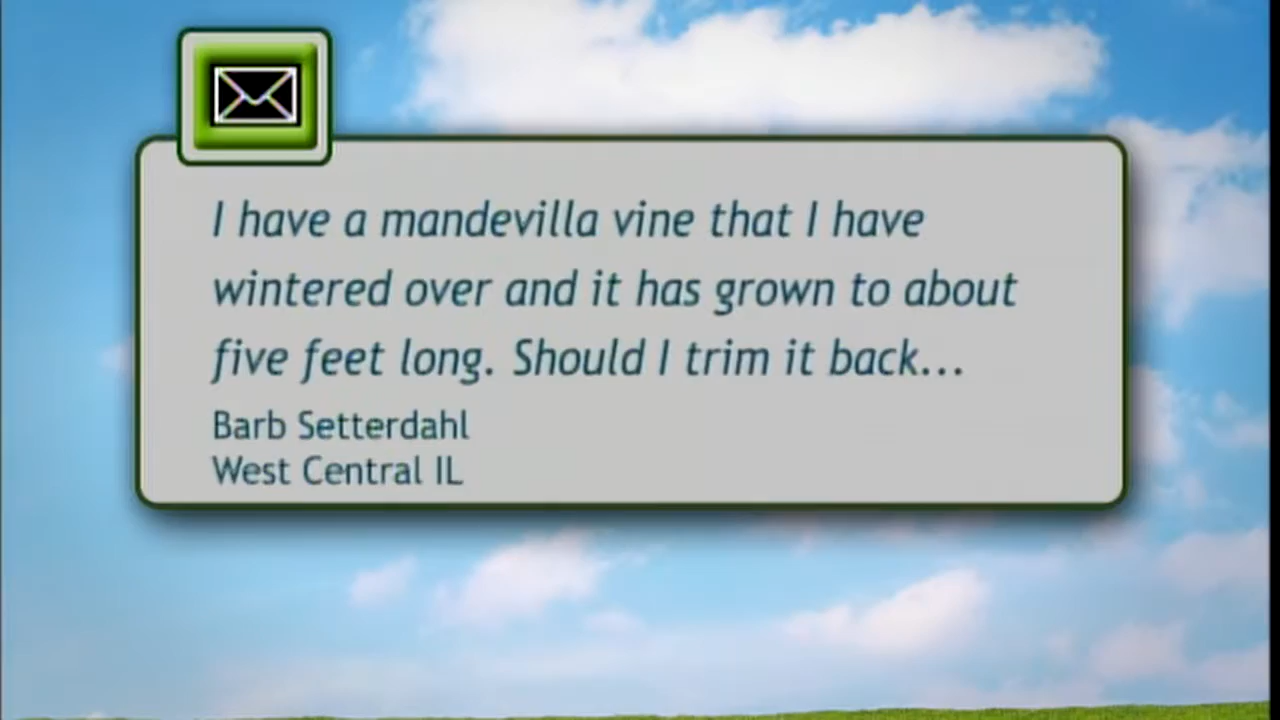 I have a mandevilla vine that I have
wintered over and it has grown to about
five feet long. Should I trim it back...
Barb Setterdahl
West Central IL